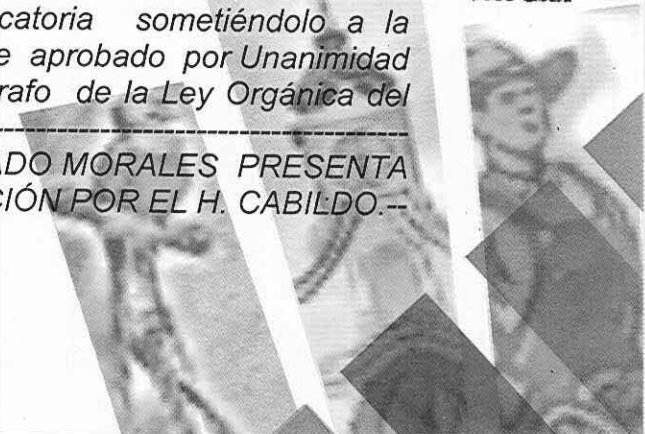 catoria sometiéndolo a la
e aprobado por Unanimidad
rafo de la Ley Orgánica del
------------------------------------------------
ADO MORALES PRESENTA
CIÓN POR EL H. CABILDO.--